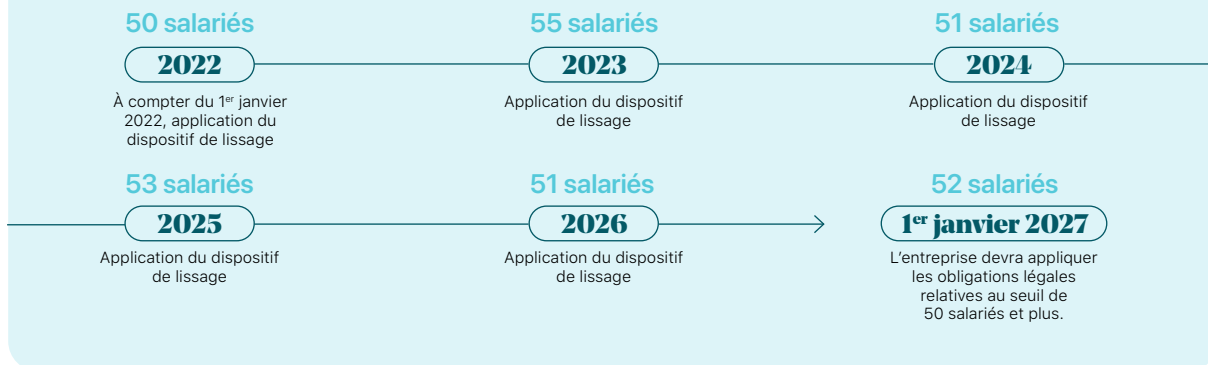 50 salariés
2022
À compter du 1er janvier
2022, application du
dispositif de lissage
55 salariés
2023
Application du dispositif
de lissage
51 salariés
2024
Application du dispositif
de lissage
53 salariés
2025
Application du dispositif
de lissage
51 salariés
2026
Application du dispositif
de lissage
52 salariés
1er janvier 2027
L’entreprise devra appliquer
les obligations légales
relatives au seuil de
50 salariés et plus.